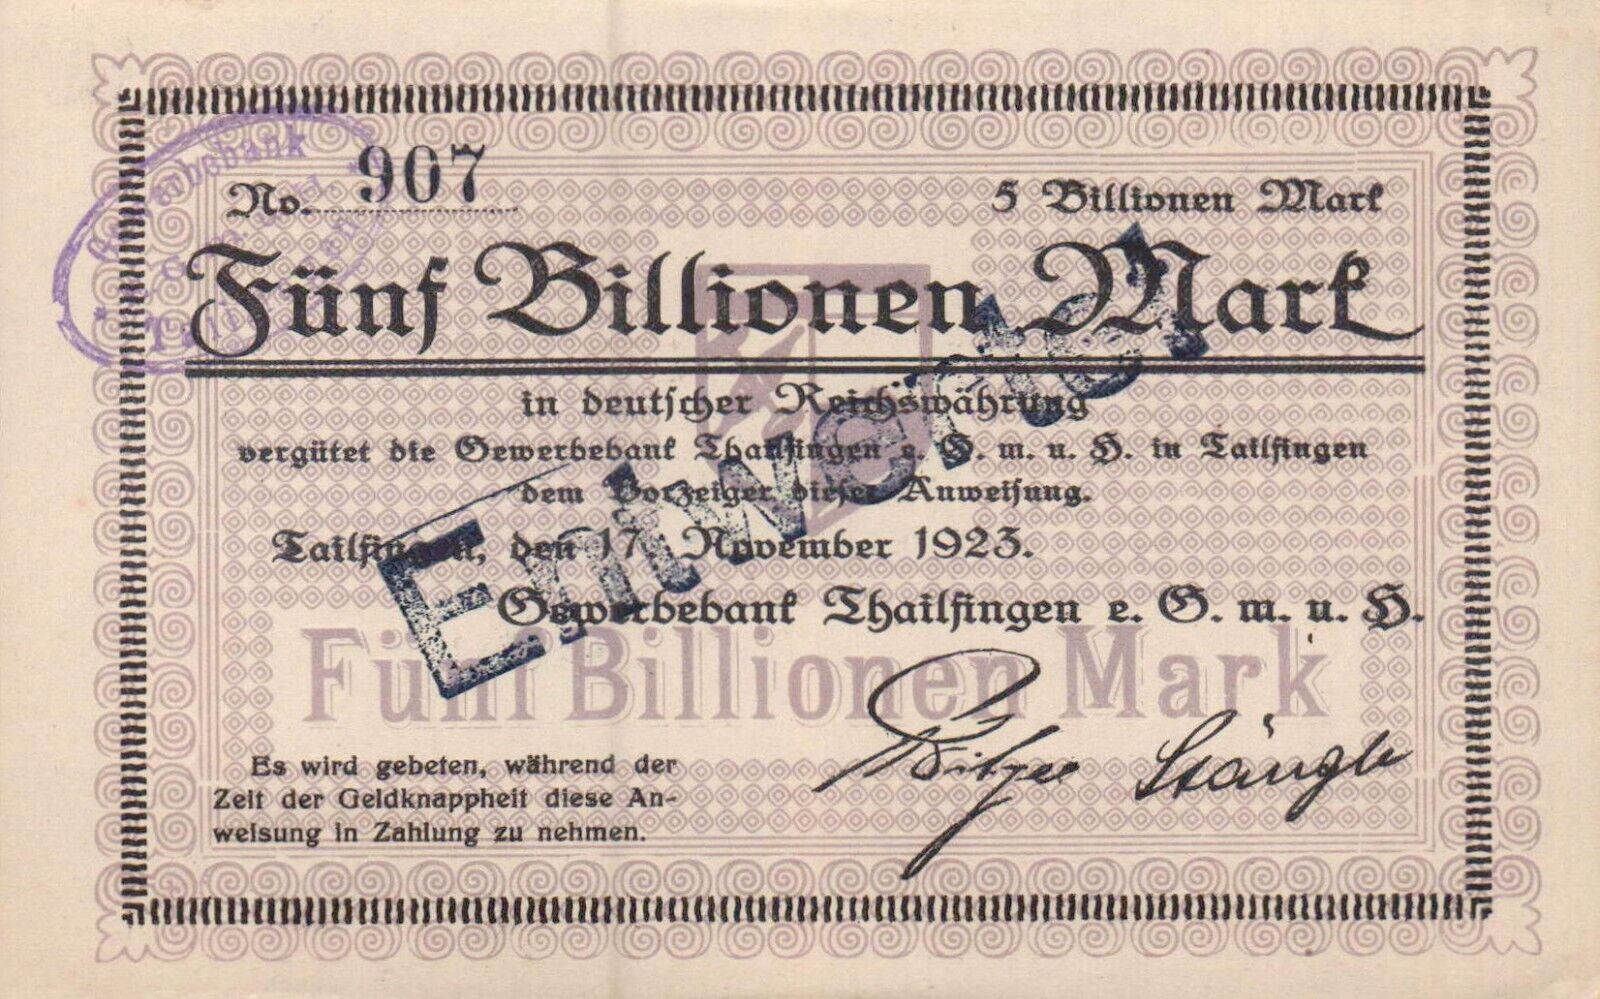 No. 907
5 Billionen Mark
Fünf Billionen Mark
in deutscher Reichswährung
vergütet die Gewerbebank Thailfingen e. G. m. u. H. in Tailfingen
dem Vorzeiger dieser Anweisung.
Tailfingen, den 17. November 1923.
Gewerbebank Thailfingen e. G. m. u. H.
Fünf Billionen Mark
Es wird gebeten, während der
Zeit der Geldknappheit diese An-
weisung in Zahlung zu nehmen.
Entwertet
Gewerbebank